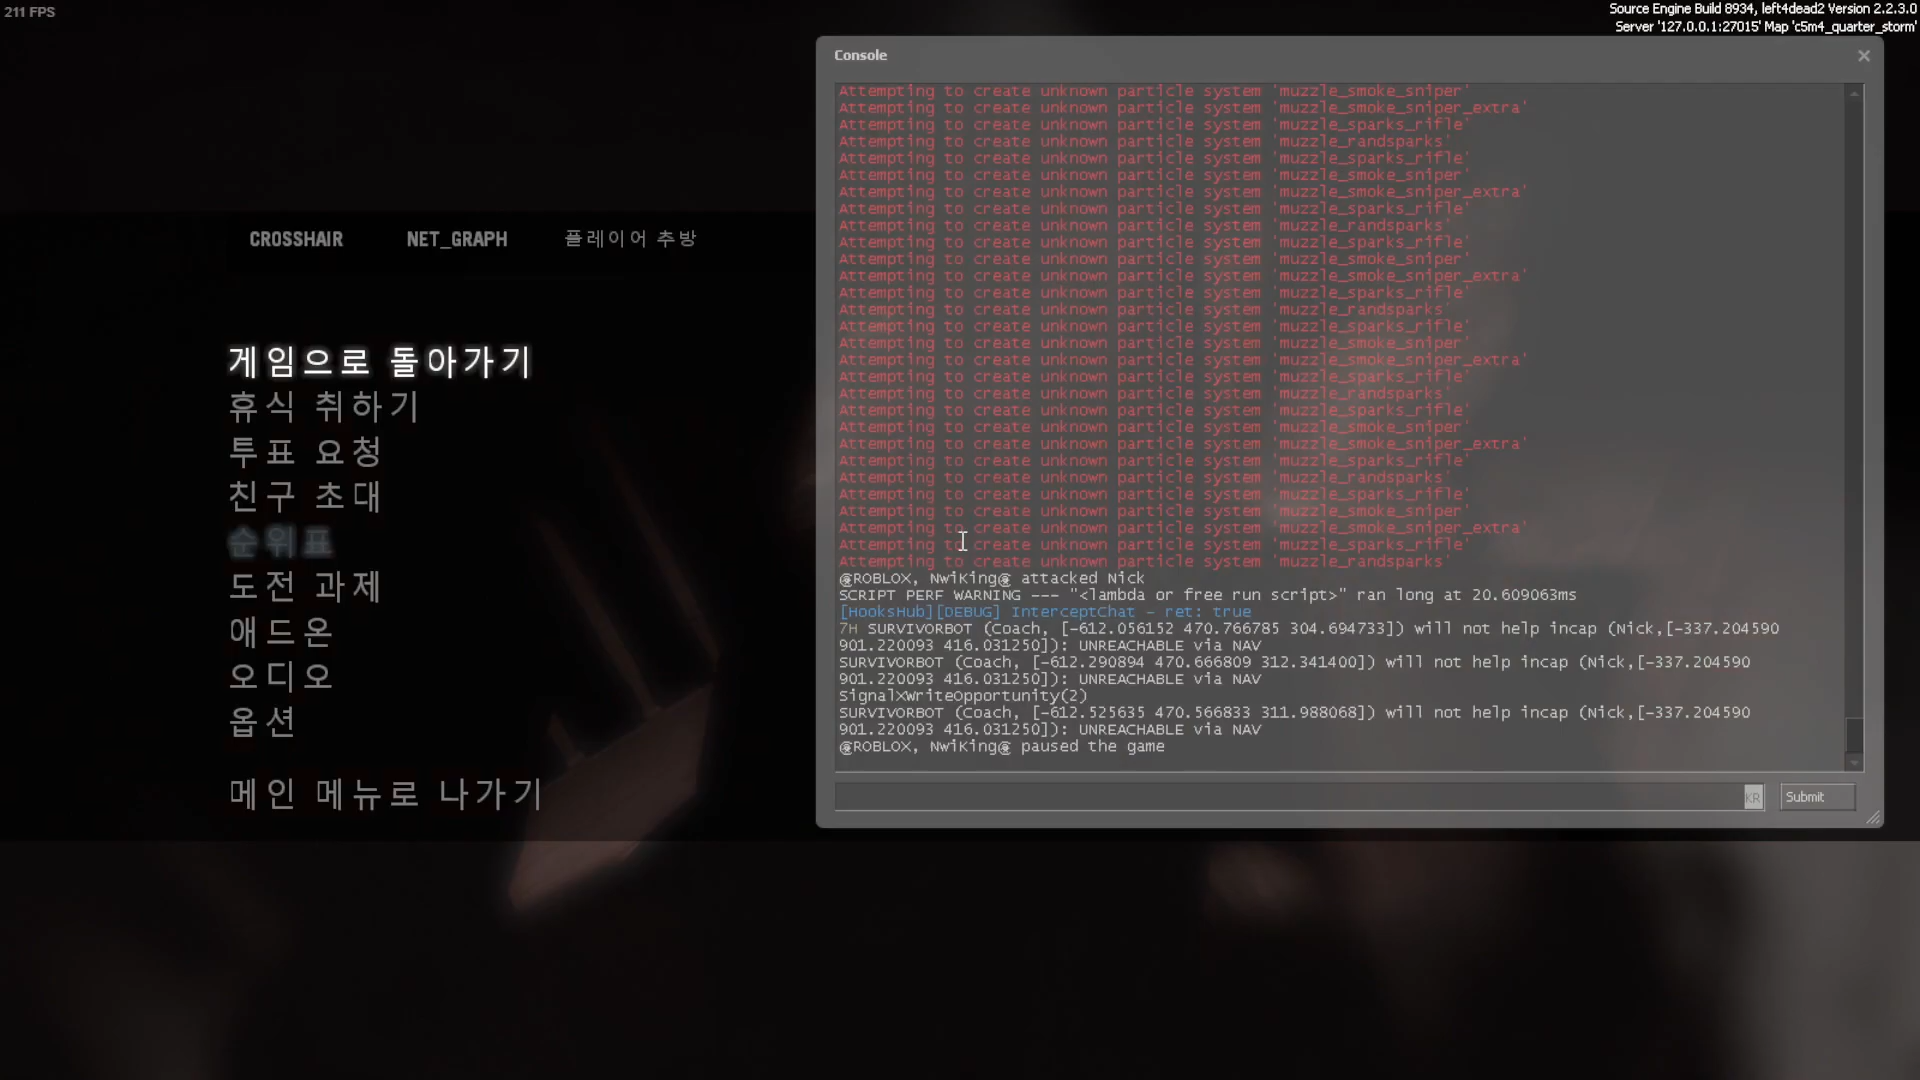 211 FPS
Source Engine Build 8934, left4dead2 Version 2.2.3.0
Server '127.0.0.1:27015' Map 'c5m4_quarter_storm'
Console
CROSSHAIR NET_GRAPH 플레이어 추방
게임으로 돌아가기
휴식 취하기
투표 요청
친구 초대
순위표
도전 과제
애드온
오디오
옵션
메인 메뉴로 나가기
Attempting to create unknown particle system 'muzzle_smoke_sniper'
Attempting to create unknown particle system 'muzzle_smoke_sniper_extra'
Attempting to create unknown particle system 'muzzle_sparks_rifle'
Attempting to create unknown particle system 'muzzle_randsparks'
Attempting to create unknown particle system 'muzzle_sparks_rifle'
Attempting to create unknown particle system 'muzzle_smoke_sniper'
Attempting to create unknown particle system 'muzzle_smoke_sniper_extra'
Attempting to create unknown particle system 'muzzle_sparks_rifle'
Attempting to create unknown particle system 'muzzle_randsparks'
Attempting to create unknown particle system 'muzzle_sparks_rifle'
Attempting to create unknown particle system 'muzzle_smoke_sniper'
Attempting to create unknown particle system 'muzzle_smoke_sniper_extra'
Attempting to create unknown particle system 'muzzle_sparks_rifle'
Attempting to create unknown particle system 'muzzle_randsparks'
Attempting to create unknown particle system 'muzzle_sparks_rifle'
Attempting to create unknown particle system 'muzzle_smoke_sniper'
Attempting to create unknown particle system 'muzzle_smoke_sniper_extra'
Attempting to create unknown particle system 'muzzle_sparks_rifle'
Attempting to create unknown particle system 'muzzle_randsparks'
Attempting to create unknown particle system 'muzzle_sparks_rifle'
Attempting to create unknown particle system 'muzzle_smoke_sniper'
Attempting to create unknown particle system 'muzzle_smoke_sniper_extra'
Attempting to create unknown particle system 'muzzle_sparks_rifle'
Attempting to create unknown particle system 'muzzle_randsparks'
Attempting to create unknown particle system 'muzzle_sparks_rifle'
Attempting to create unknown particle system 'muzzle_smoke_sniper'
Attempting to create unknown particle system 'muzzle_smoke_sniper_extra'
Attempting to create unknown particle system 'muzzle_sparks_rifle'
Attempting to create unknown particle system 'muzzle_randsparks'
@ROBLOX, NwiKing@ attacked Nick
SCRIPT PERF WARNING --- "<lambda or free run script>" ran long at 20.609063ms
[HooksHub][DEBUG] InterceptChat - ret: true
7H SURVIVORBOT (Coach, [-612.056152 470.766785 304.694733]) will not help incap (Nick,[-337.204590
901.220093 416.031250]): UNREACHABLE via NAV
SURVIVORBOT (Coach, [-612.290894 470.666809 312.341400]) will not help incap (Nick,[-337.204590
901.220093 416.031250]): UNREACHABLE via NAV
SignalXWriteOpportunity(2)
SURVIVORBOT (Coach, [-612.525635 470.566833 311.988068]) will not help incap (Nick,[-337.204590
901.220093 416.031250]): UNREACHABLE via NAV
@ROBLOX, NwiKing@ paused the game
KR
Submit